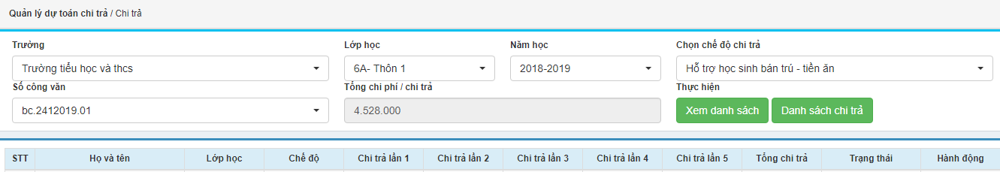 Quản lý dự toán chi trả / Chi trả
Trường Lớp học Năm học Chọn chế độ chi trả
Trường tiểu học và thcs 6A- Thôn 1 2018-2019 Hỗ trợ học sinh bán trú - tiền ăn
Số công văn Tổng chi phí / chi trả Thực hiện
bc.2412019.01 4.528.000 Xem danh sách Danh sách chi trả
STT Họ và tên Lớp học Chế độ Chi trả lần 1 Chi trả lần 2 Chi trả lần 3 Chi trả lần 4 Chi trả lần 5 Tổng chi trả Trạng thái Hành động